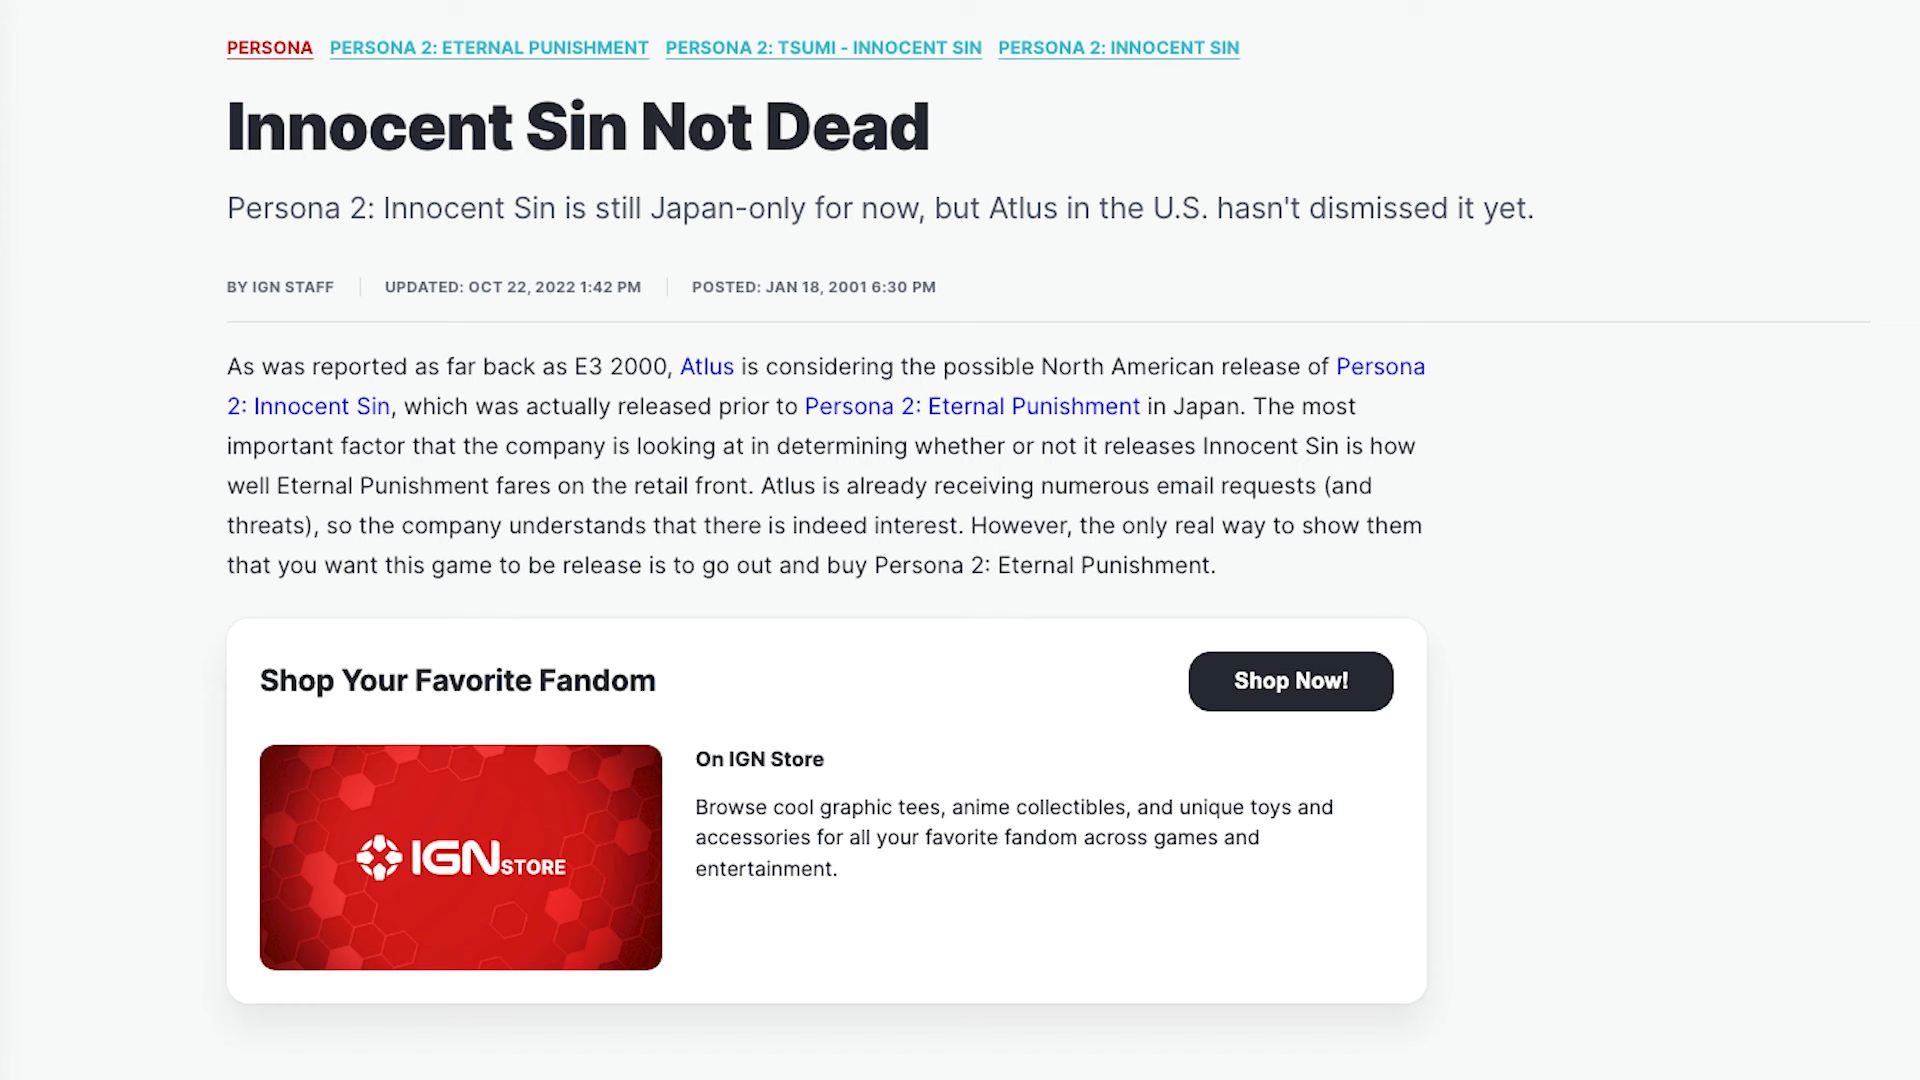 PERSONA PERSONA 2: ETERNAL PUNISHMENT PERSONA 2: TSUMI - INNOCENT SIN PERSONA 2: INNOCENT SIN
Innocent Sin Not Dead
Persona 2: Innocent Sin is still Japan-only for now, but Atlus in the U.S. hasn't dismissed it yet.
BY IGN STAFF UPDATED: OCT 22, 2022 1:42 PM POSTED: JAN 18, 2001 6:30 PM
As was reported as far back as E3 2000, Atlus is considering the possible North American release of Persona
2: Innocent Sin, which was actually released prior to Persona 2: Eternal Punishment in Japan. The most
important factor that the company is looking at in determining whether or not it releases Innocent Sin is how
well Eternal Punishment fares on the retail front. Atlus is already receiving numerous email requests (and
threats), so the company understands that there is indeed interest. However, the only real way to show them
that you want this game to be release is to go out and buy Persona 2: Eternal Punishment.
Shop Your Favorite Fandom
Shop Now!
IGN STORE
On IGN Store
Browse cool graphic tees, anime collectibles, and unique toys and
accessories for all your favorite fandom across games and
entertainment.